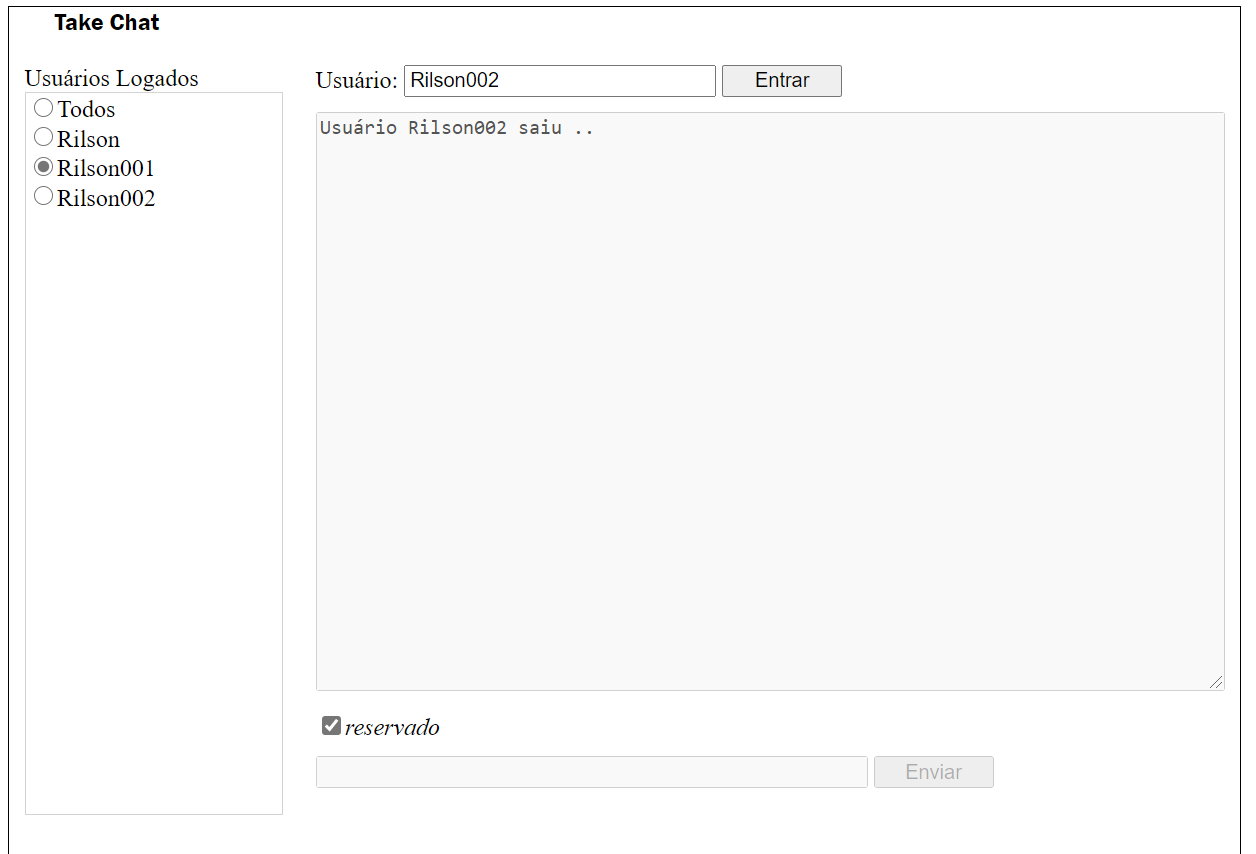 Take Chat
Usuários Logados
Todos
Rilson
Rilson001
Rilson002
Usuário: Rilson002 Entrar
Usuário Rilson002 saiu ..
reservado
Enviar